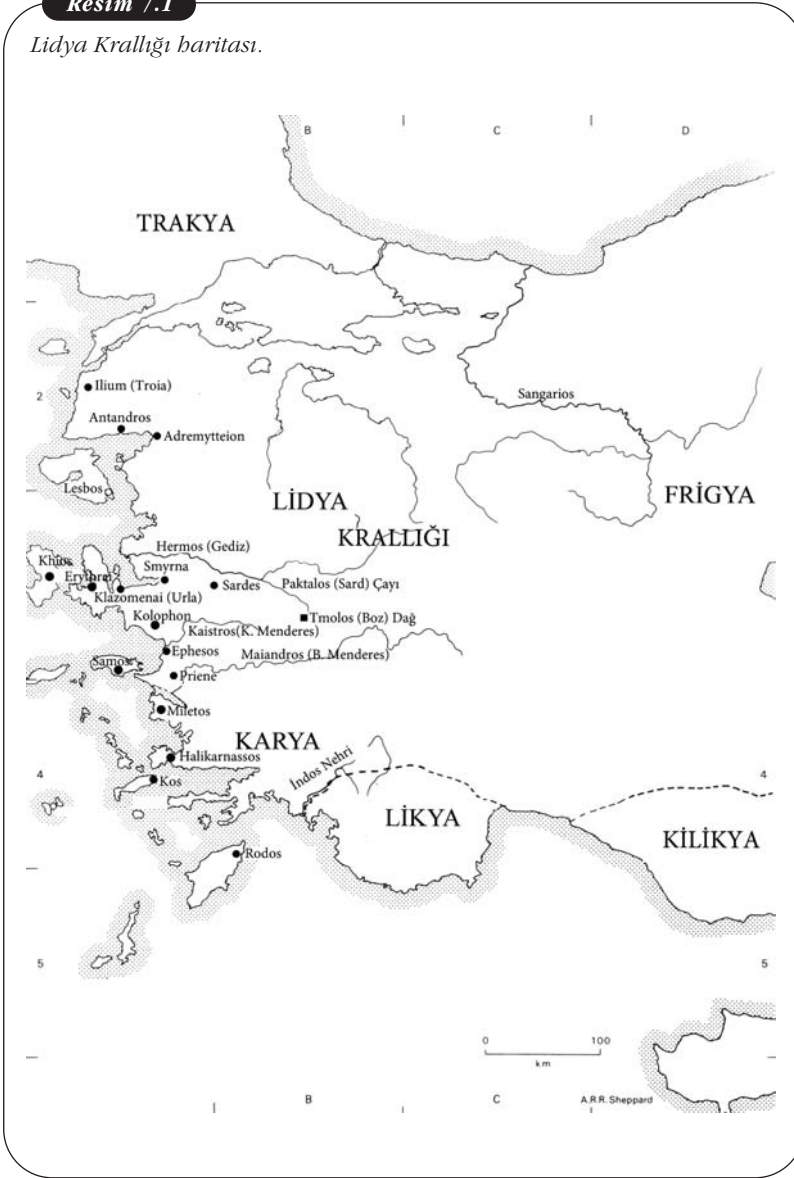 Resim 7.1
Lidya Krallığı haritası.
B C D
TRAKYA
Ilium (Troia)
2
Sangarios
Antandros
Adremytteion
Lesbos
LİDYA
FRİGYA
KRALLIĞI
Hermos (Gediz)
Khios
Smyrna
Erythrei
Sardes
Paktalos (Sard) Çayı
Klazomenai (Urla)
Kolophon
Tmolos (Boz) Dağ
Kaistros(K. Menderes)
Ephesos
Maiandros (B. Menderes)
Samos
Priene
Miletos
KARYA
Halikarnassos
İndos Nehri
4 4
Kos
LİKYA
KİLİKYA
Rodos
5 5
0 100
km
B C
A.R.R. Sheppard